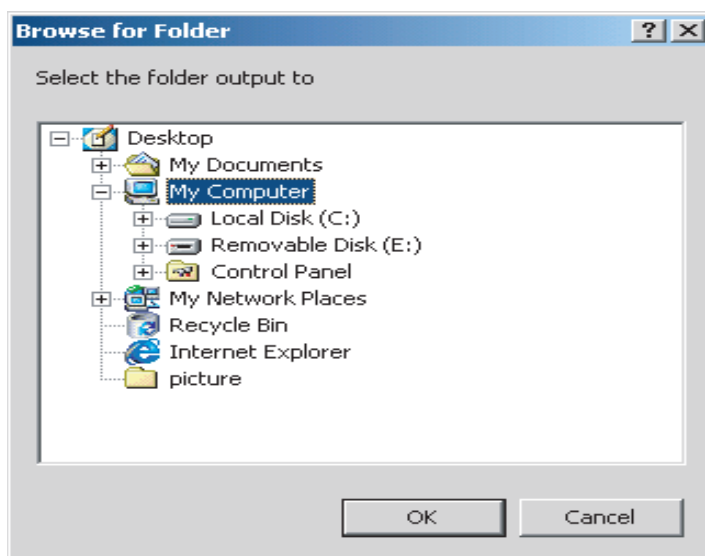 Browse for Folder
Select the folder output to
Desktop
My Documents
My Computer
Local Disk (C:)
Removable Disk (E:)
Control Panel
My Network Places
Recycle Bin
Internet Explorer
picture
OK
Cancel